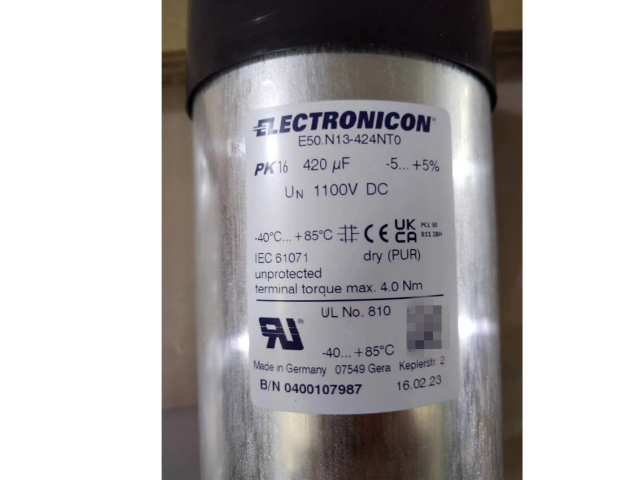 ELECTRONICON
E50.N13-424NT0
PK16 420 µF -5... +5%
UN 1100V DC
-40°C... +85°C CE UKCA
IEC 61071 dry (PUR)
unprotected
terminal torque max. 4.0 Nm
UL No. 810
-40... +85°C
Made in Germany 07549 Gera Keplerstr. 2
B/N 0400107987 16.02.23